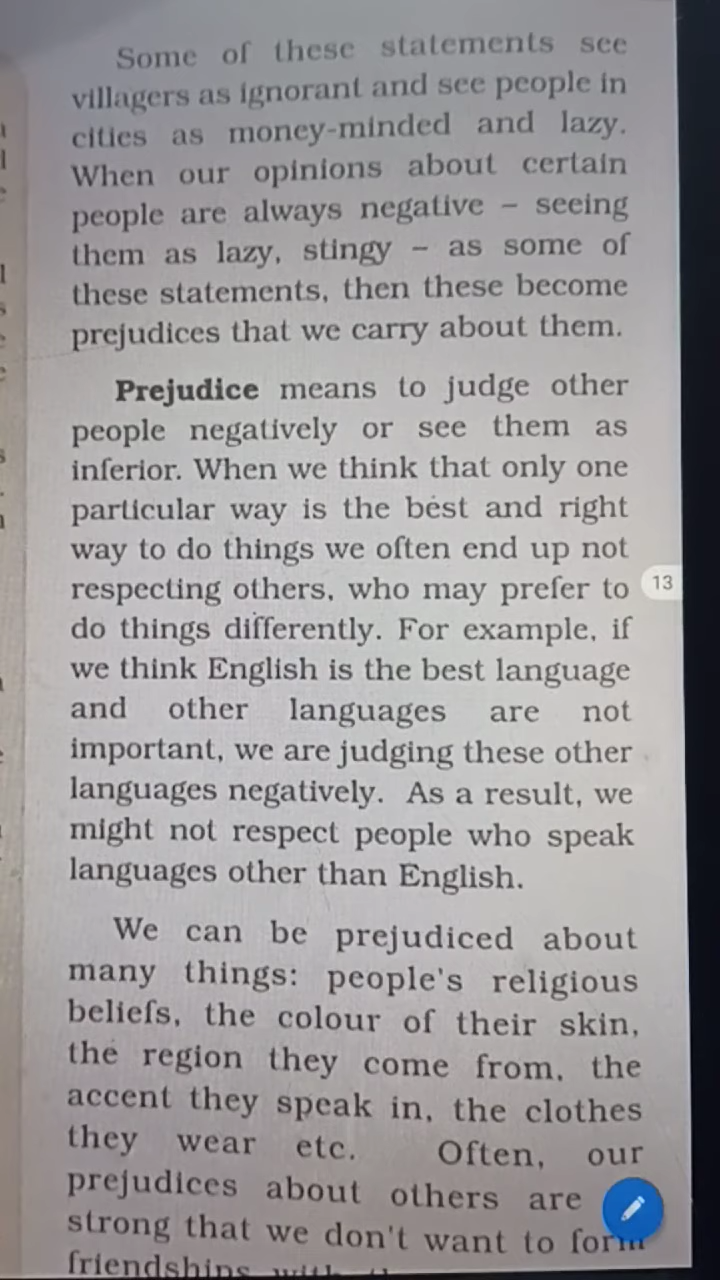 Some of these statements see
villagers as ignorant and see people in
cities as money-minded and lazy.
When our opinions about certain
people are always negative – seeing
them as lazy, stingy – as some of
these statements, then these become
prejudices that we carry about them.
Prejudice means to judge other
people negatively or see them as
inferior. When we think that only one
particular way is the best and right
way to do things we often end up not
respecting others, who may prefer to
do things differently. For example, if
we think English is the best language
and other languages are not
important, we are judging these other
languages negatively. As a result, we
might not respect people who speak
languages other than English.
We can be prejudiced about
many things: people's religious
beliefs, the colour of their skin,
the region they come from, the
accent they speak in, the clothes
they wear etc. Often, our
prejudices about others are
strong that we don't want to form
friendships
13